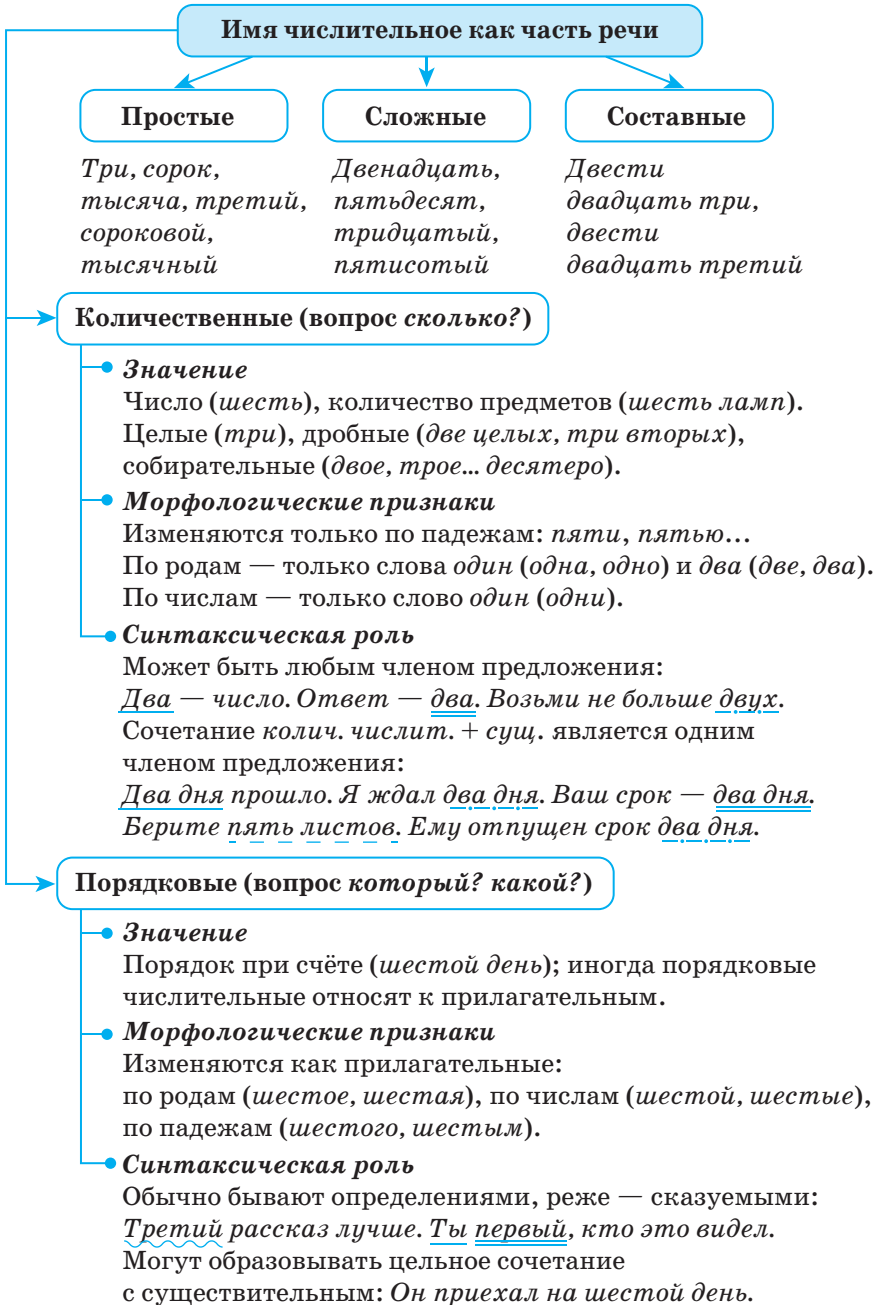 Имя числительное как часть речи
Простые
Сложные
Составные
Три, сорок,
тысяча, третий,
сороковой,
тысячный
Двенадцать,
пятьдесят,
тридцатый,
пятисотый
Двести
двадцать три,
двести
двадцать третий
Количественные (вопрос сколько?)
Значение
Число (шесть), количество предметов (шесть ламп).
Целые (три), дробные (две целых, три вторых),
собирательные (двое, трое... десятеро).
Морфологические признаки
Изменяются только по падежам: пяти, пятью...
По родам — только слова один (одна, одно) и два (две, два).
По числам — только слово один (одни).
Синтаксическая роль
Может быть любым членом предложения:
Два — число. Ответ — два. Возьми не больше двух.
Сочетание колич. числит. + сущ. является одним
членом предложения:
Два дня прошло. Я ждал два дня. Ваш срок — два дня.
Берите пять листов. Ему отпущен срок два дня.
Порядковые (вопрос который? какой?)
Значение
Порядок при счёте (шестой день); иногда порядковые
числительные относят к прилагательным.
Морфологические признаки
Изменяются как прилагательные:
по родам (шестое, шестая), по числам (шестой, шестые),
по падежам (шестого, шестым).
Синтаксическая роль
Обычно бывают определениями, реже — сказуемыми:
Третий рассказ лучше. Ты первый, кто это видел.
Могут образовывать цельное сочетание
с существительным: Он приехал на шестой день.